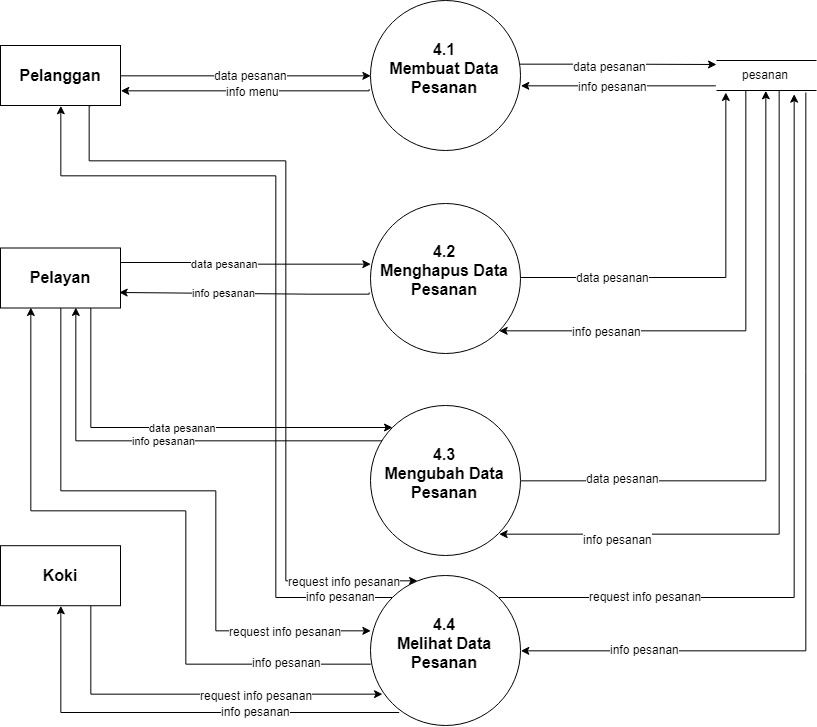 4.1
Membuat Data
Pesanan
Pelanggan
data pesanan
info menu
data pesanan
info pesanan
pesanan
4.2
Menghapus Data
Pesanan
Pelayan
data pesanan
info pesanan
data pesanan
info pesanan
4.3
Mengubah Data
Pesanan
data pesanan
info pesanan
data pesanan
info pesanan
Koki
request info pesanan
info pesanan
4.4
Melihat Data
Pesanan
request info pesanan
info pesanan
request info pesanan
info pesanan
request info pesanan
info pesanan